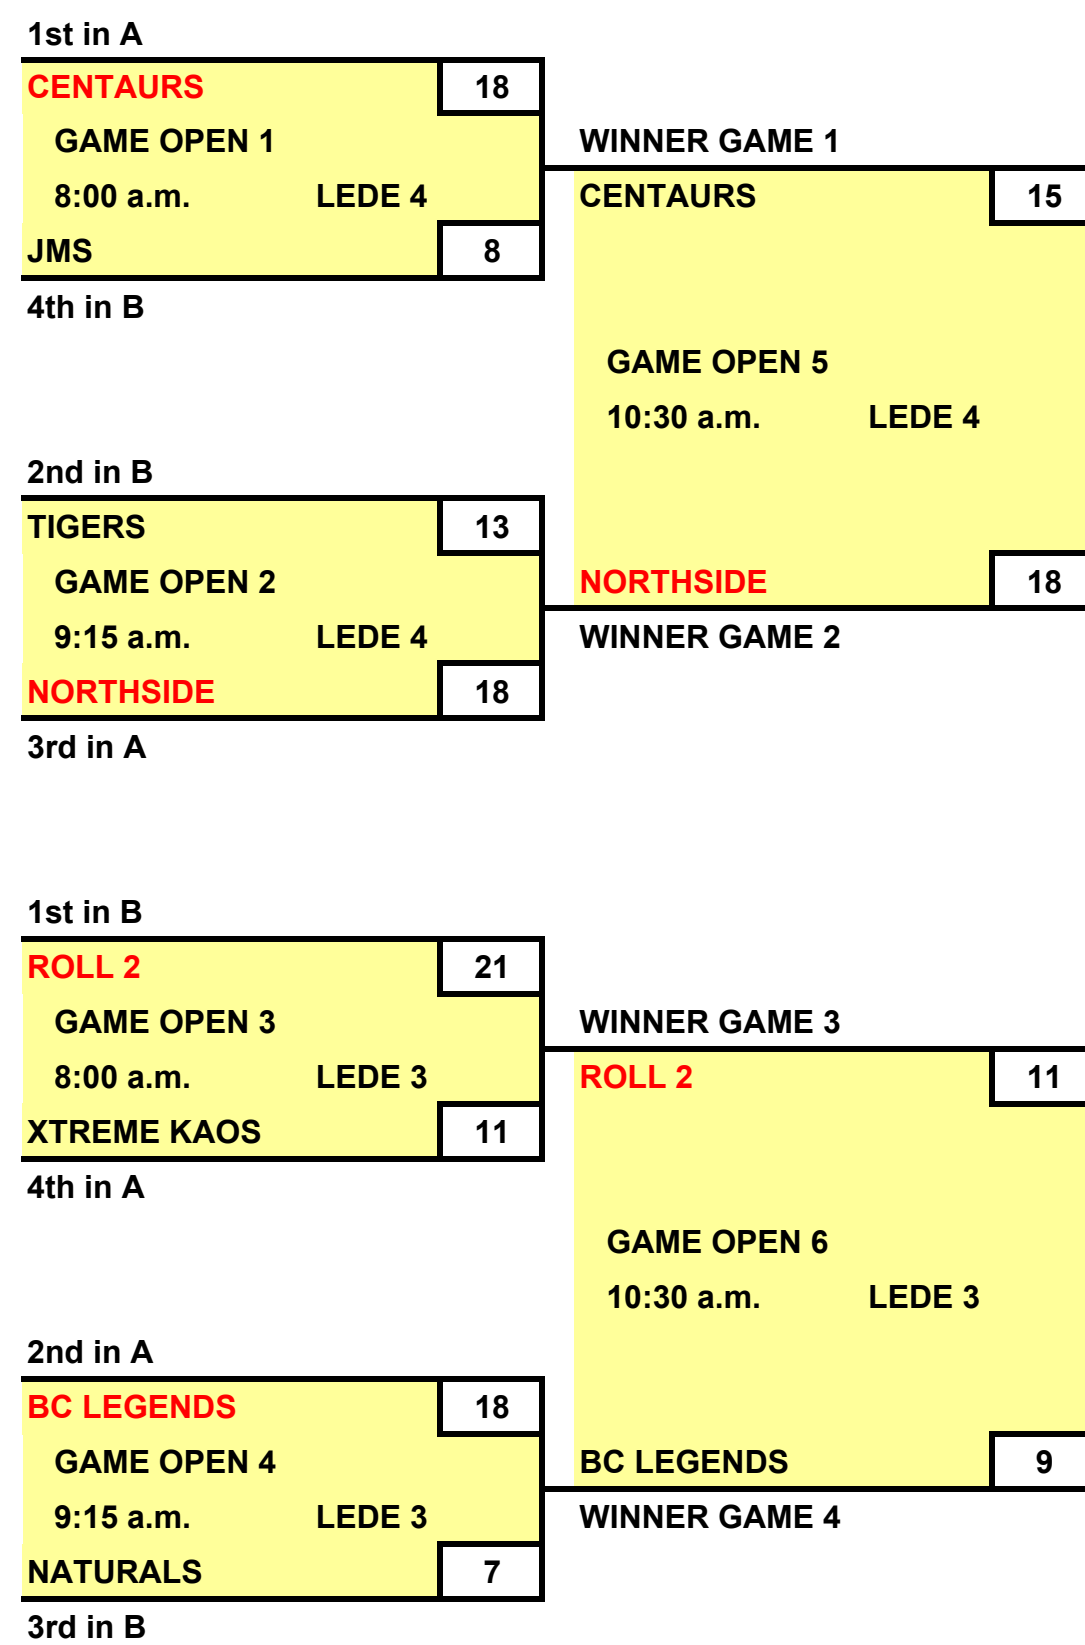 1st in A
CENTAURS 18
GAME OPEN 1 WINNER GAME 1
8:00 a.m. LEDE 4 CENTAURS 15
JMS 8
4th in B
GAME OPEN 5
10:30 a.m. LEDE 4
2nd in B
TIGERS 13
GAME OPEN 2 NORTHSIDE 18
9:15 a.m. LEDE 4 WINNER GAME 2
NORTHSIDE 18
3rd in A
1st in B
ROLL 2 21
GAME OPEN 3 WINNER GAME 3
8:00 a.m. LEDE 3 ROLL 2 11
XTREME KAOS 11
4th in A
GAME OPEN 6
10:30 a.m. LEDE 3
2nd in A
BC LEGENDS 18
GAME OPEN 4 BC LEGENDS 9
9:15 a.m. LEDE 3 WINNER GAME 4
NATURALS 7
3rd in B